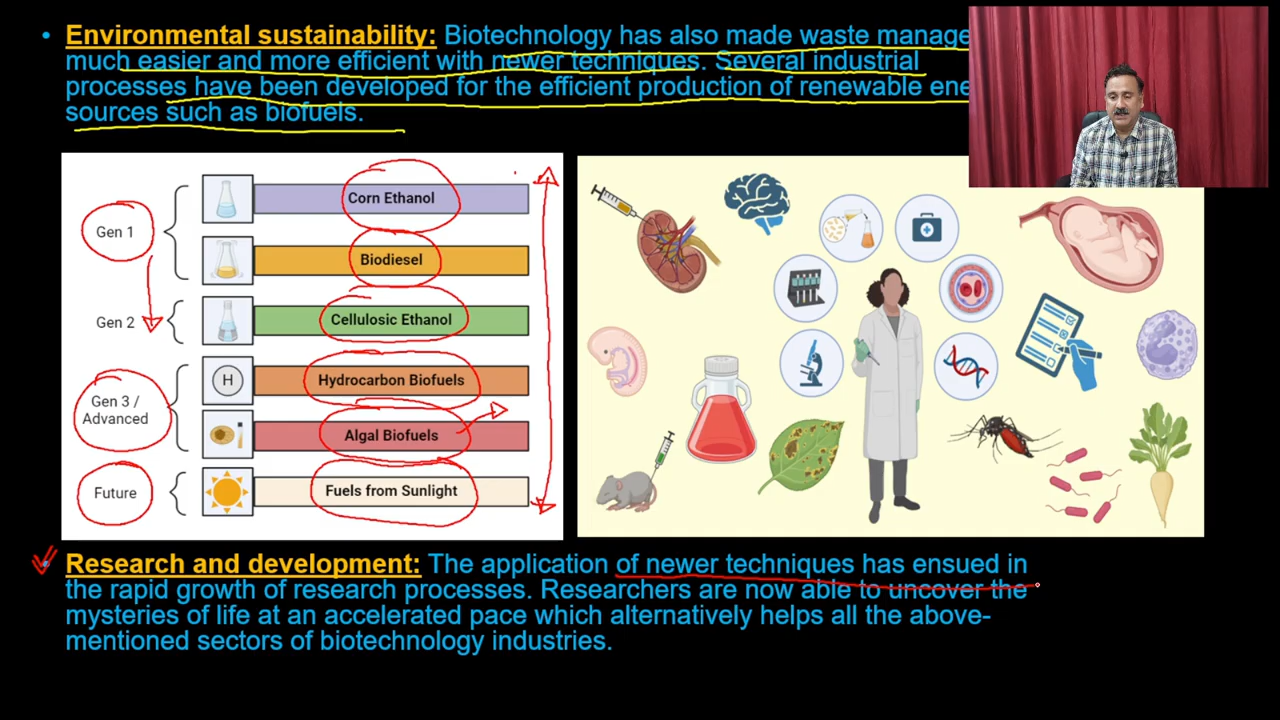 • Environmental sustainability: Biotechnology has also made waste manage
much easier and more efficient with newer techniques. Several industrial
processes have been developed for the efficient production of renewable ene
sources such as biofuels.
Gen 1
Corn Ethanol
Biodiesel
Gen 2
Cellulosic Ethanol
Gen 3 /
Advanced
H
Hydrocarbon Biofuels
Algal Biofuels
Future
Fuels from Sunlight
• Research and development: The application of newer techniques has ensued in
the rapid growth of research processes. Researchers are now able to uncover the
mysteries of life at an accelerated pace which alternatively helps all the above-
mentioned sectors of biotechnology industries.